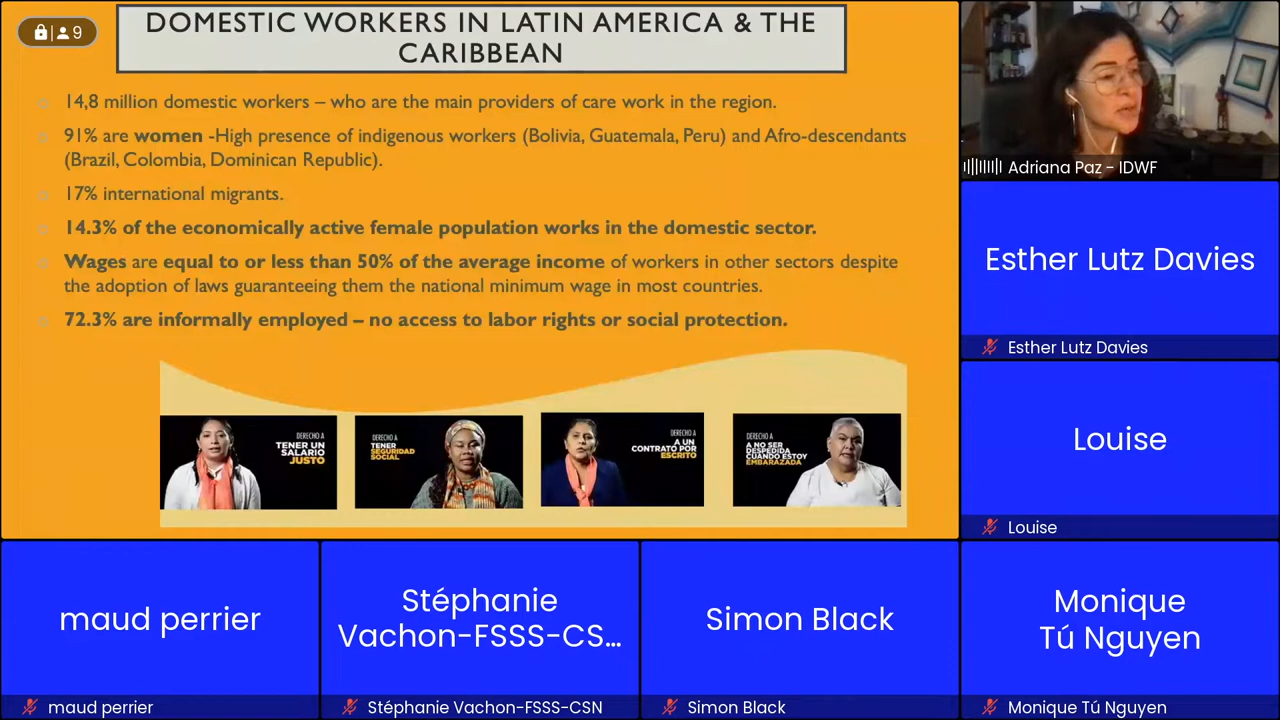 9
DOMESTIC WORKERS IN LATIN AMERICA & THE
CARIBBEAN
14,8 million domestic workers – who are the main providers of care work in the region.
91% are women -High presence of indigenous workers (Bolivia, Guatemala, Peru) and Afro-descendants
(Brazil, Colombia, Dominican Republic).
17% international migrants.
14.3% of the economically active female population works in the domestic sector.
Wages are equal to or less than 50% of the average income of workers in other sectors despite
the adoption of laws guaranteeing them the national minimum wage in most countries.
72.3% are informally employed – no access to labor rights or social protection.
DERECHO A
TENER UN
SALARIO
JUSTO
DERECHO A
TENER
SEGURIDAD
SOCIAL
DERECHO A
A UN
CONTRATO POR
ESCRITO
DERECHO A
A NO SER
DESPEDIDA
CUANDO ESTOY
EMBARAZADA
Adriana Paz - IDWF
Esther Lutz Davies
Esther Lutz Davies
Louise
Louise
maud perrier
maud perrier
Stéphanie
Vachon-FSSS-CS...
Stéphanie Vachon-FSSS-CSN
Simon Black
Simon Black
Monique
Tú Nguyen
Monique Tú Nguyen